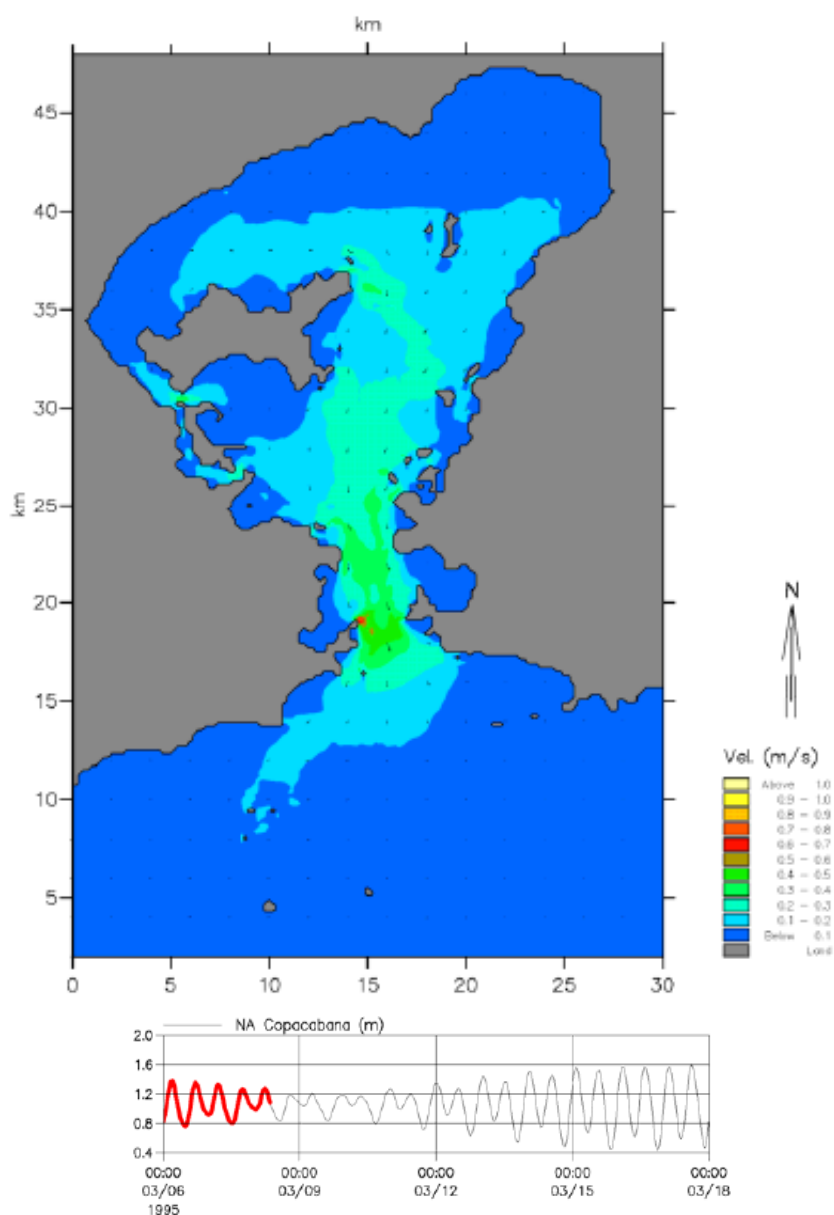 km
45
40
35
30
25
20
15
10
5
km
0 5 10 15 20 25 30
N
Vel. (m/s)
Above 1.0
0.9 - 1.0
0.8 - 0.9
0.7 - 0.8
0.6 - 0.7
0.5 - 0.6
0.4 - 0.5
0.3 - 0.4
0.2 - 0.3
0.1 - 0.2
Below 0.1
Land
NA Copacabana (m)
2.0
1.6
1.2
0.8
0.4
00:00 00:00 00:00 00:00 00:00
03/06 03/09 03/12 03/15 03/18
1995